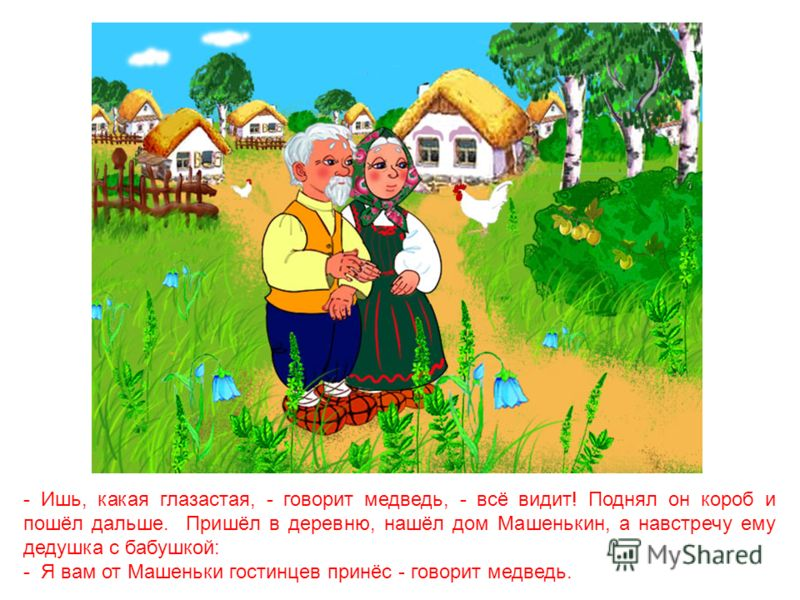 - Ишь, какая глазастая, - говорит медведь, - всё видит! Поднял он короб и
пошёл дальше. Пришёл в деревню, нашёл дом Машенькин, а навстречу ему
дедушка с бабушкой:
- Я вам от Машеньки гостинцев принёс - говорит медведь.
MyShared